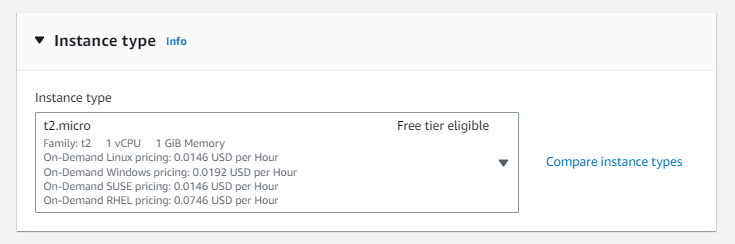 Instance type Info
Instance type
t2.micro Free tier eligible
Family: t2 1 vCPU 1 GiB Memory
On-Demand Linux pricing: 0.0146 USD per Hour
On-Demand Windows pricing: 0.0192 USD per Hour
On-Demand SUSE pricing: 0.0146 USD per Hour
On-Demand RHEL pricing: 0.0746 USD per Hour
Compare instance types